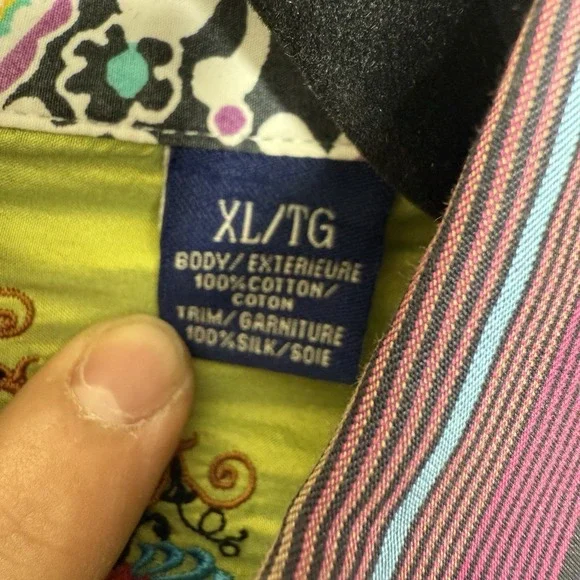 XL/TG
BODY/EXTERIEURE
100%COTTON/
COTON
TRIM/GARNITURE
100%SILK/SOIE